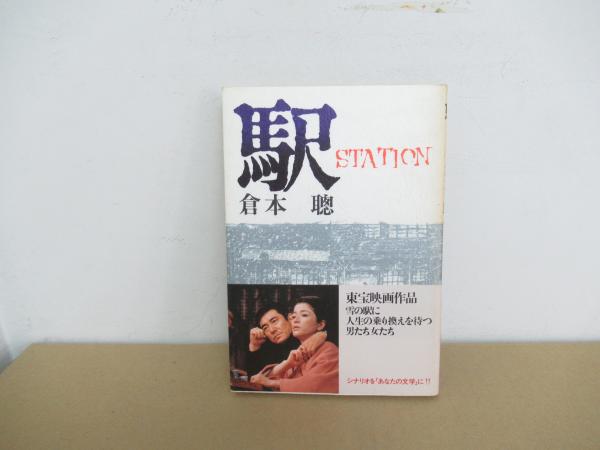 駅
STATION
倉本 聰
東宝映画作品
雪の駅に
人生の乗り換えを待つ
男たち女たち
シナリオを「あなたの文学」に!!